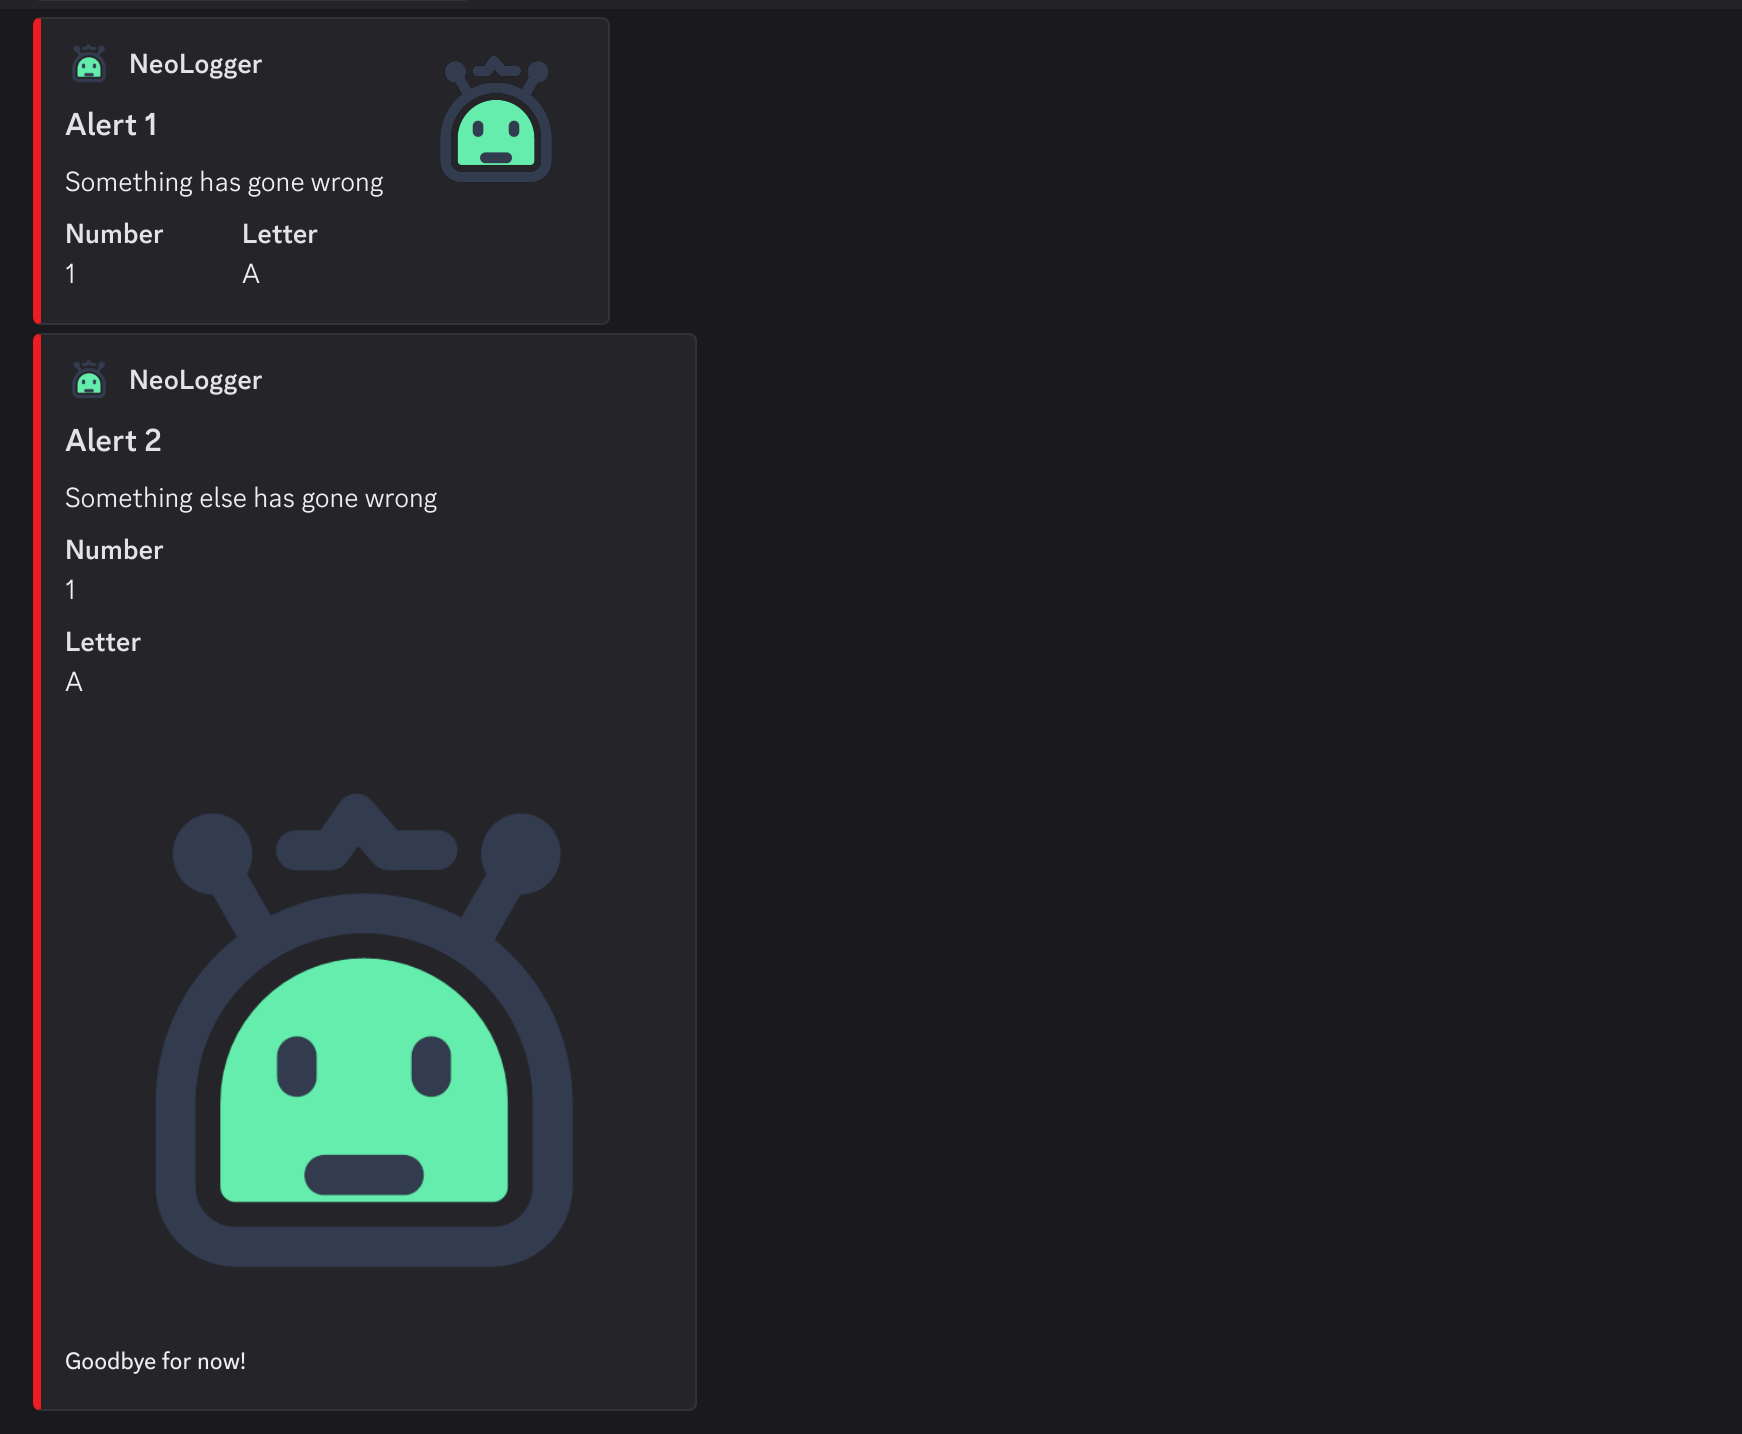 NeoLogger
Alert 1
Something has gone wrong
Number Letter
1 A
NeoLogger
Alert 2
Something else has gone wrong
Number
1
Letter
A
Goodbye for now!